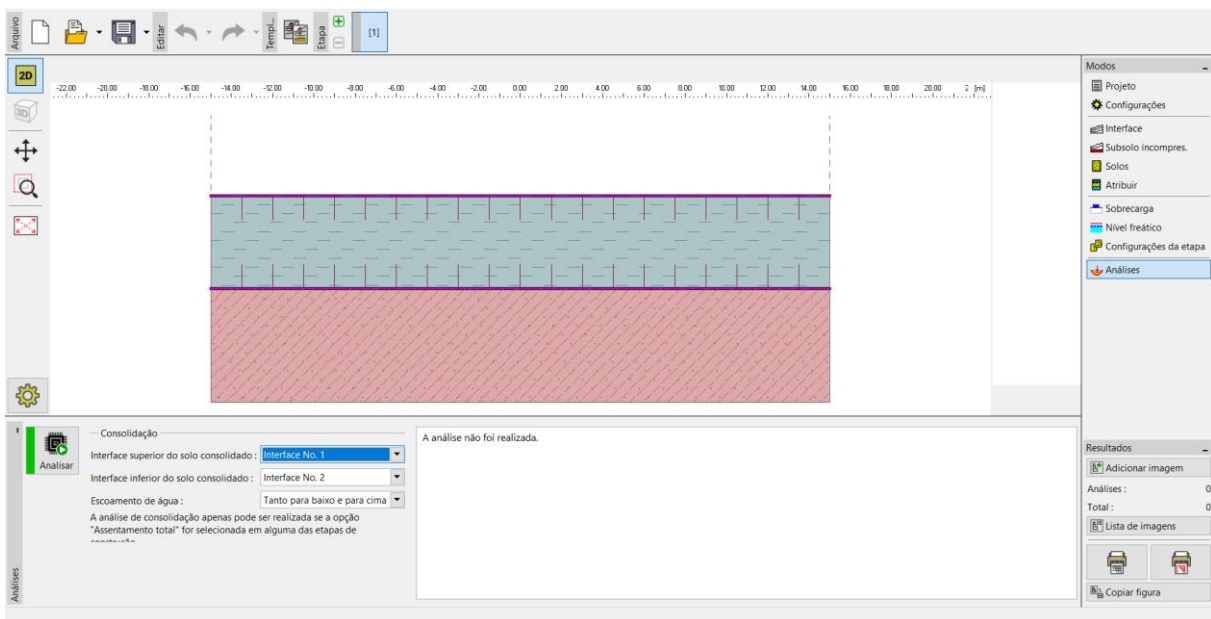 Arquivo
Editar
Templ...
Etapa
[1]
2D
3D
-22.00 -20.00 -18.00 -16.00 -14.00 -12.00 -10.00 -8.00 -6.00 -4.00 -2.00 0.00 2.00 4.00 6.00 8.00 10.00 12.00 14.00 16.00 18.00 20.00 2 [m]
Modos
Projeto
Configurações
Interface
Subsolo incompres.
Solos
Atribuir
Sobrecarga
Nível freático
Configurações da etapa
Análises
Analisar
Consolidação
Interface superior do solo consolidado : Interface No. 1
Interface inferior do solo consolidado : Interface No. 2
Escoamento de água : Tanto para baixo e para cima
A análise de consolidação apenas pode ser realizada se a opção
"Assentamento total" for selecionada em alguma das etapas de
A análise não foi realizada.
Análises
Resultados
Adicionar imagem
Análises : 0
Total : 0
Lista de imagens
Copiar figura